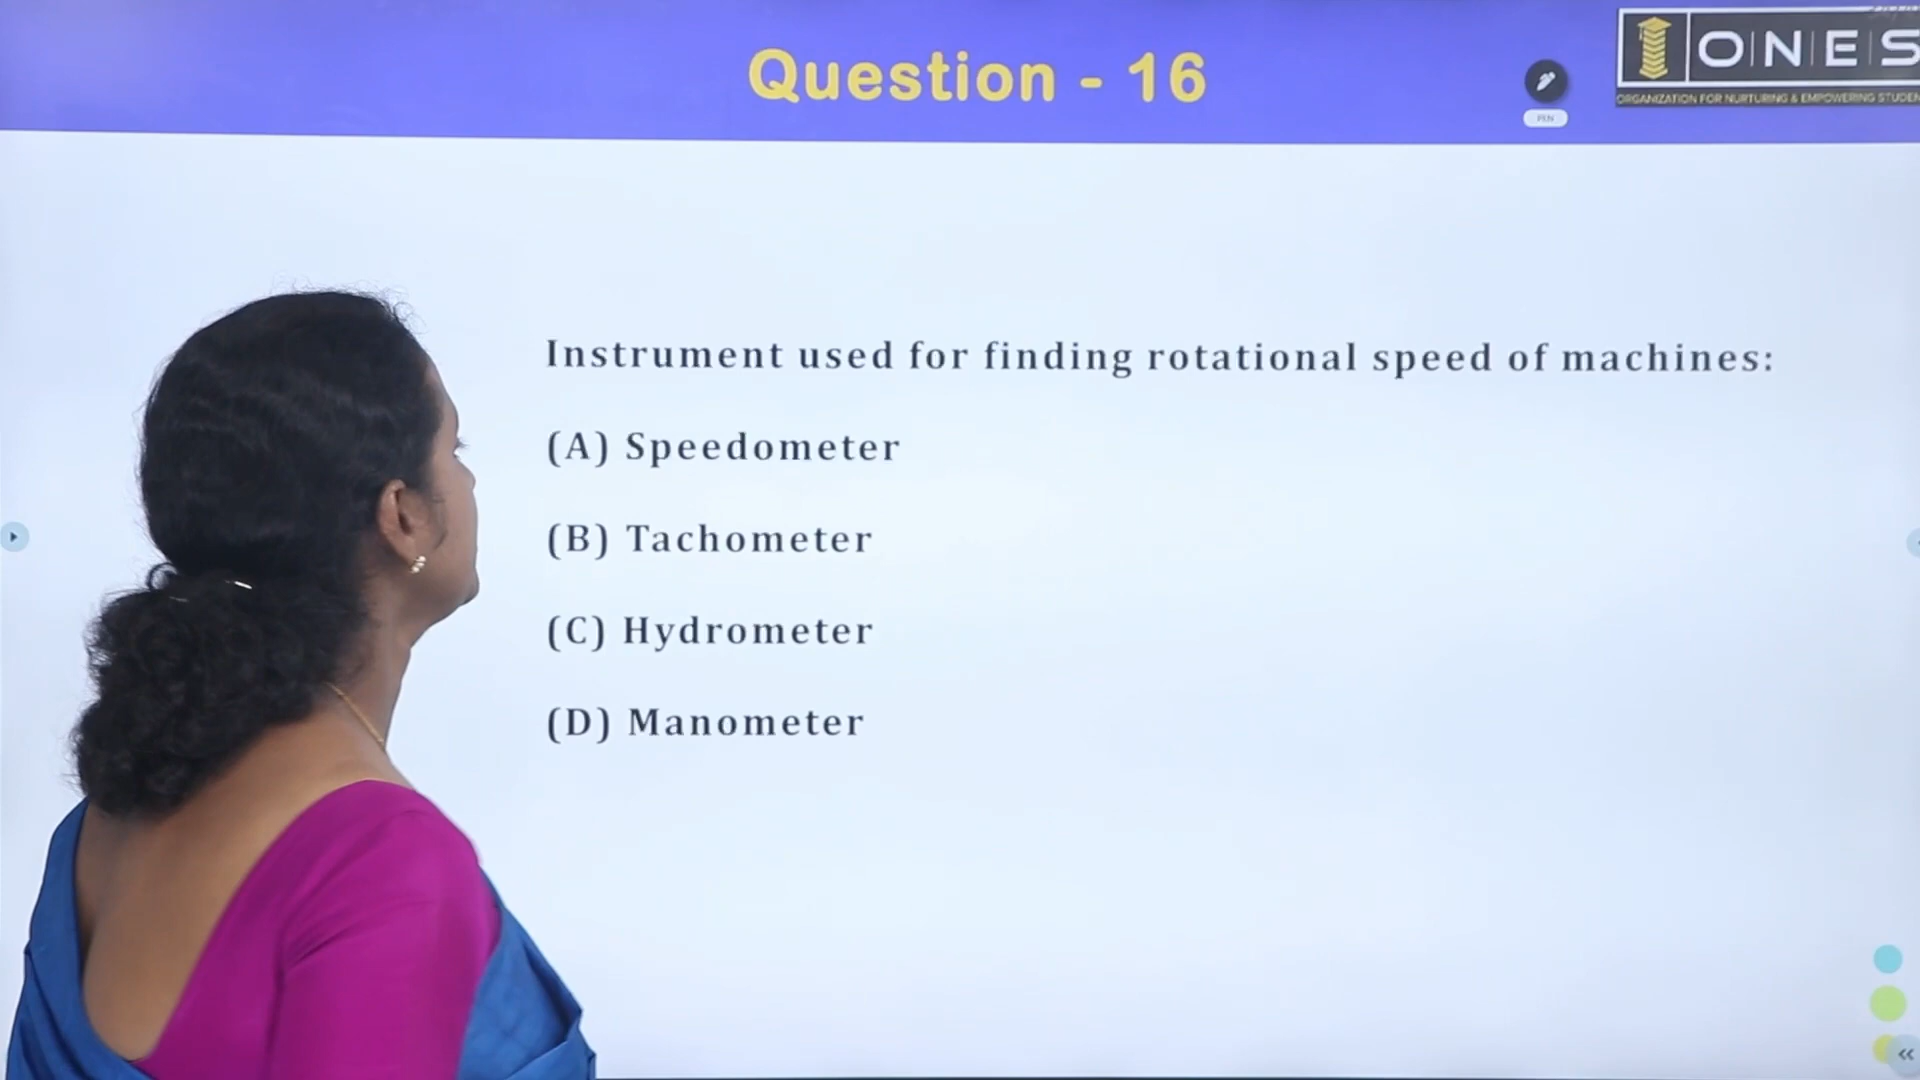 Question - 16
PEN
ONES
ORGANIZATION FOR NURTURING & EMPOWERING STUDEN
Instrument used for finding rotational speed of machines:
(A) Speedometer
(B) Tachometer
(C) Hydrometer
(D) Manometer